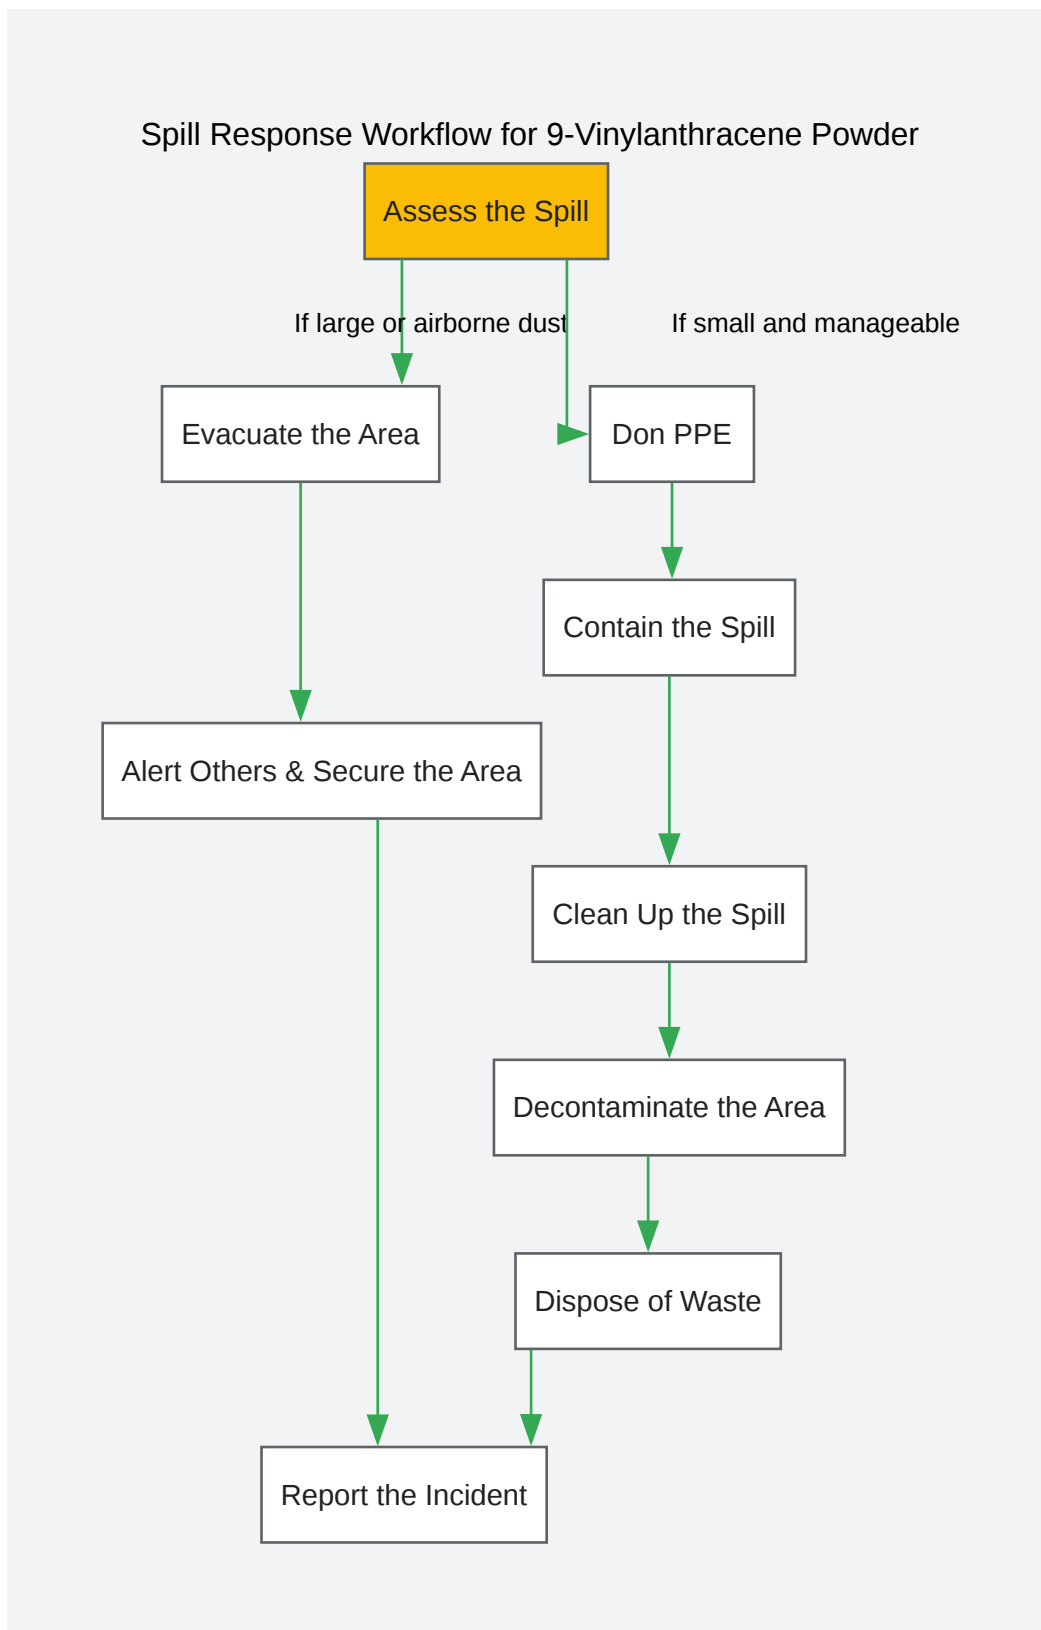 Spill Response Workflow for 9-Vinylanthracene Powder
Assess the Spill
If large or airborne dust
If small and manageable
Evacuate the Area
Don PPE
Contain the Spill
Alert Others & Secure the Area
Clean Up the Spill
Decontaminate the Area
Dispose of Waste
Report the Incident